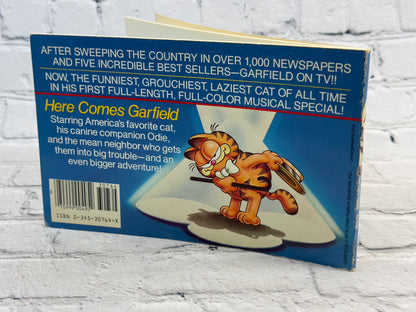 AFTER SWEEPING THE COUNTRY IN OVER 1,000 NEWSPAPERS
AND FIVE INCREDIBLE BEST SELLERS—GARFIELD ON TV!!
NOW, THE FUNNIEST, GROUCHIEST, LAZIEST CAT OF ALL TIME
IN HIS FIRST FULL-LENGTH, FULL-COLOR MUSICAL SPECIAL!
Here Comes Garfield
Starring America's favorite cat,
his canine companion Odie,
and the mean neighbor who gets
them into big trouble—and an
even bigger adventure!
30764
ISBN 0-345-30764-X